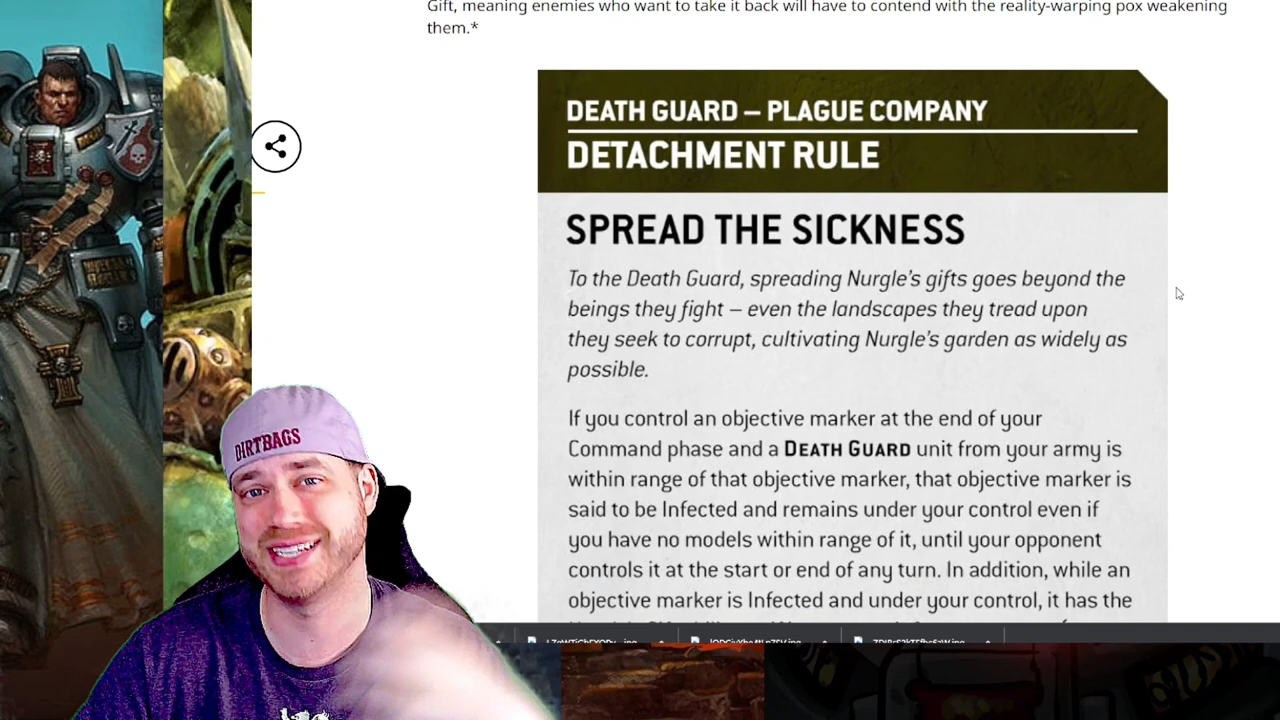 Gift, meaning enemies who want to take it back will have to contend with the reality-warping pox weakening
them.*
DEATH GUARD – PLAGUE COMPANY
DETACHMENT RULE
SPREAD THE SICKNESS
To the Death Guard, spreading Nurgle's gifts goes beyond the
beings they fight – even the landscapes they tread upon
they seek to corrupt, cultivating Nurgle's garden as widely as
possible.
If you control an objective marker at the end of your
Command phase and a DEATH GUARD unit from your army is
within range of that objective marker, that objective marker is
said to be Infected and remains under your control even if
you have no models within range of it, until your opponent
controls it at the start or end of any turn. In addition, while an
objective marker is Infected and under your control, it has the
DIRTBAGS